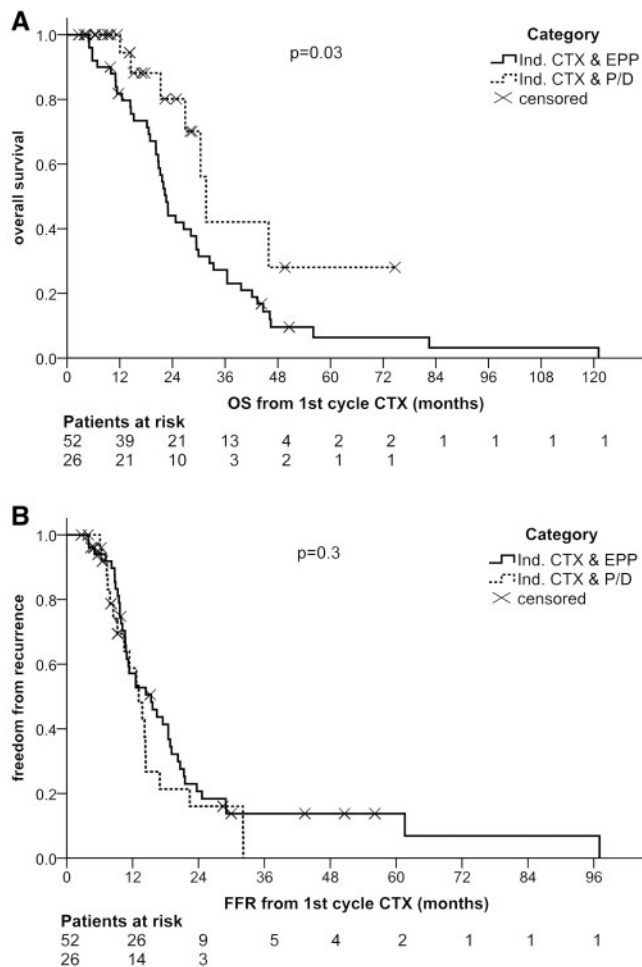 A
p=0.03
Category
Ind. CTX & EPP
Ind. CTX & P/D
censored
overall survival
1.0
0.8
0.6
0.4
0.2
0.0
0 12 24 36 48 60 72 84 96 108 120
OS from 1st cycle CTX (months)
Patients at risk
52 39 21 13 4 2 2 1 1 1 1
26 21 10 3 2 1 1
B
p=0.3
Category
Ind. CTX & EPP
Ind. CTX & P/D
censored
freedom from recurrence
1.0
0.8
0.6
0.4
0.2
0.0
0 12 24 36 48 60 72 84 96
FFR from 1st cycle CTX (months)
Patients at risk
52 26 9 5 4 2 1 1 1
26 14 3